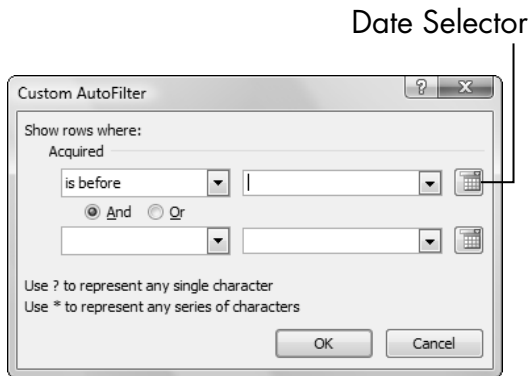 Date Selector
Custom AutoFilter
?
X
Show rows where:
Acquired
is before
And Or
Use ? to represent any single character
Use * to represent any series of characters
OK Cancel